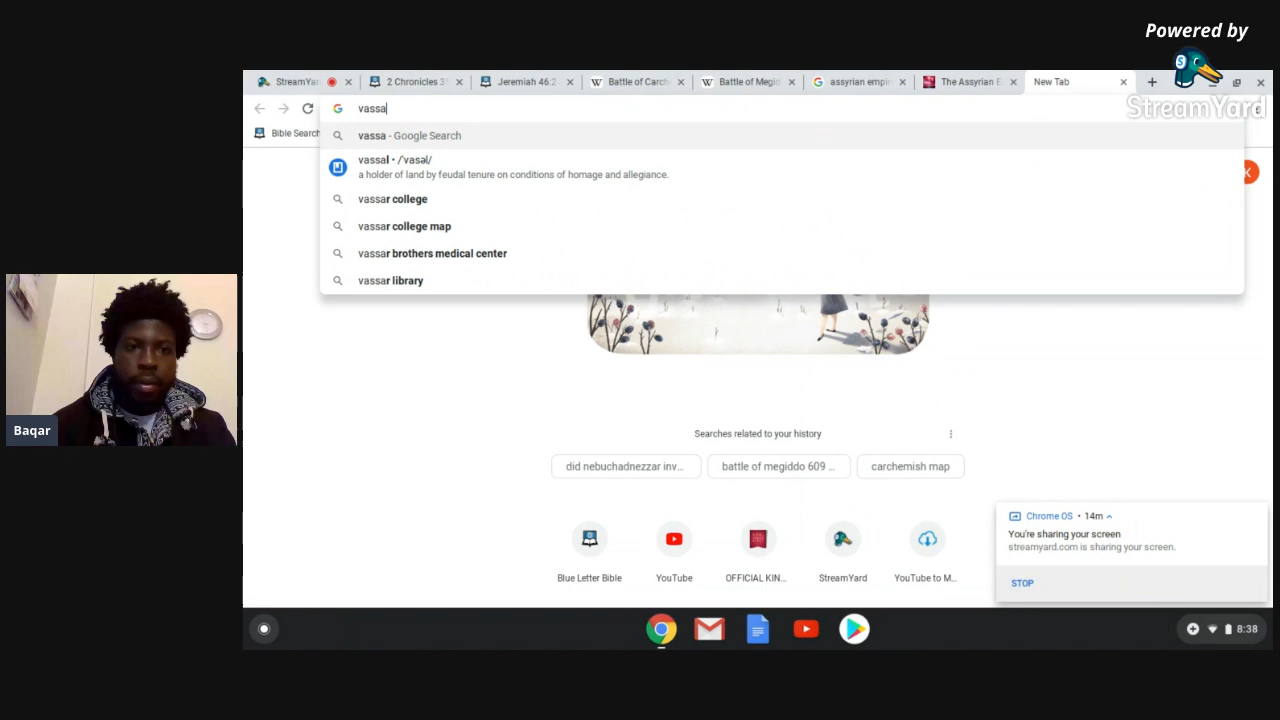 Powered by
StreamYard
StreamYar
2 Chronicles 3
Jeremiah 46:2
Battle of Carch
Battle of Megid
assyrian empir
The Assyrian E
New Tab
vassa
Bible Search
vassa - Google Search
vassal • /ˈvasəl/
a holder of land by feudal tenure on conditions of homage and allegiance.
vassar college
vassar college map
vassar brothers medical center
vassar library
K
Baqar
Searches related to your history
did nebuchadnezzar inv...
battle of megiddo 609 ...
carchemish map
Chrome OS • 14m
You're sharing your screen
streamyard.com is sharing your screen.
STOP
Blue Letter Bible
YouTube
OFFICIAL KIN...
StreamYard
YouTube to M...
8:38